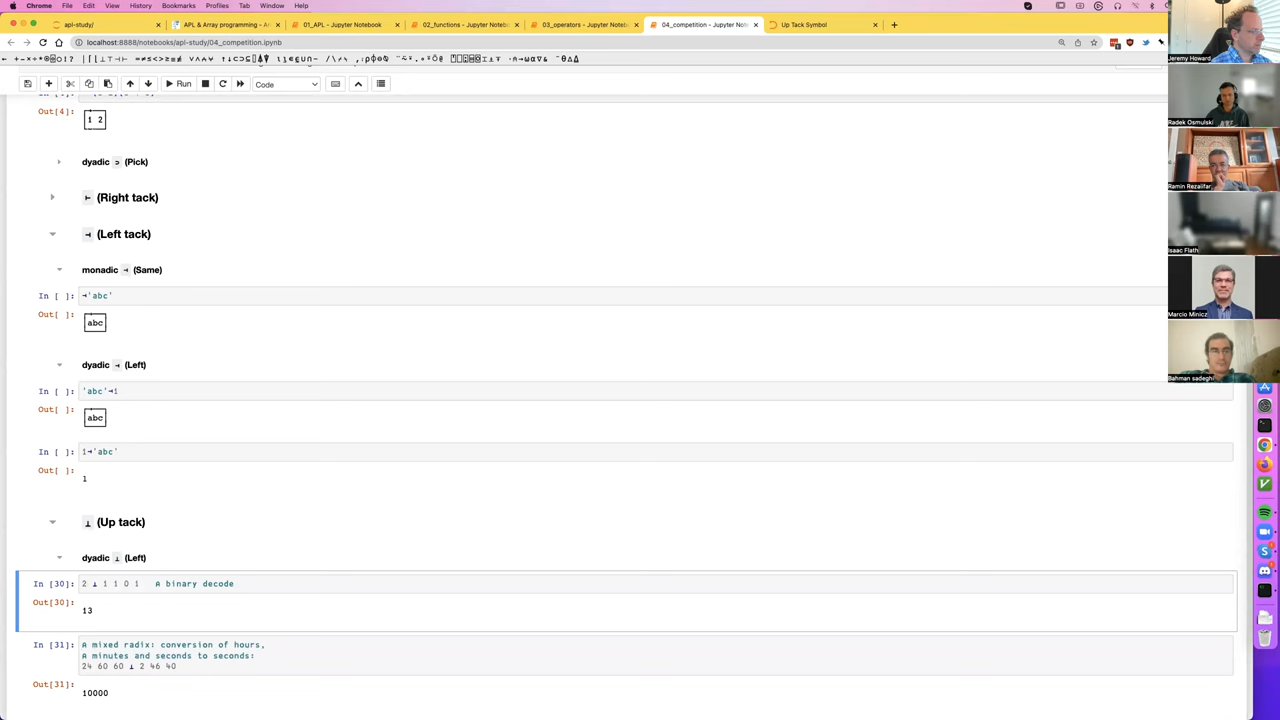 Chrome File Edit View History Bookmarks Profiles Tab Window Help
apl-study/ × APL & Array programming - × 01_APL - Jupyter Notebook × 02_functions - Jupyter Noteb × 03_operators - Jupyter Notebo × 04_competition - Jupyter Not × Up Tack Symbol ×
localhost:8888/notebooks/apl-study/04_competition.ipynb
Run Code
Out[4]:
1 2
dyadic ⊃ (Pick)
⊢ (Right tack)
⊣ (Left tack)
monadic ⊣ (Same)
In [ ]: ⊣'abc'
Out[ ]:
abc
dyadic ⊣ (Left)
In [ ]: 'abc'⊣1
Out[ ]:
abc
In [ ]: 1⊣'abc'
Out[ ]:
1
⊥ (Up tack)
dyadic ⊥ (Left)
In [30]: 2 ⊥ 1 1 0 1 ⍝ binary decode
Out[30]:
13
In [31]: ⍝ mixed radix: conversion of hours,
⍝ minutes and seconds to seconds:
24 60 60 ⊥ 2 46 40
Out[31]:
10000
Jeremy Howard
Radek Osmulski
Ramin Rezaiifar
Isaac Flath
Marcio Minicz
Bahman sadeghi